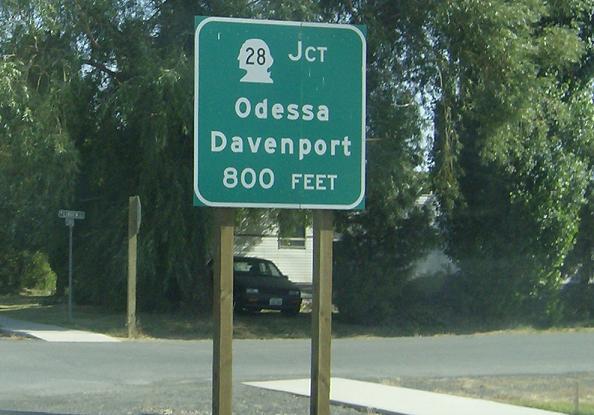 28 JCT
Odessa
Davenport
800 FEET